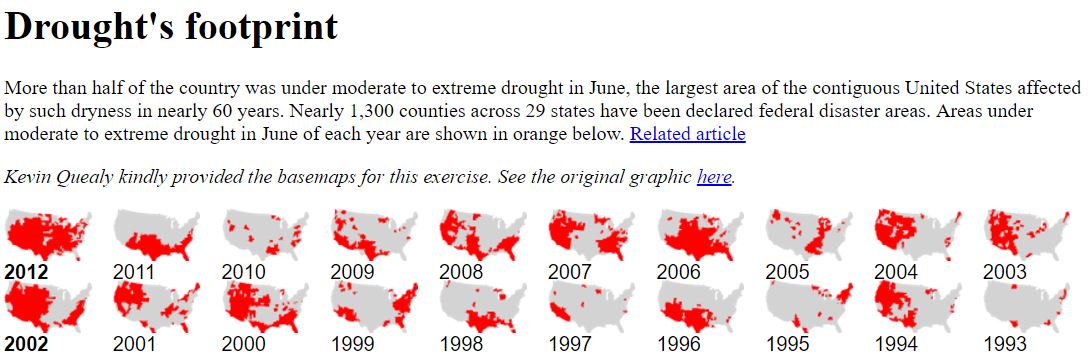 Drought's footprint
More than half of the country was under moderate to extreme drought in June, the largest area of the contiguous United States affected
by such dryness in nearly 60 years. Nearly 1,300 counties across 29 states have been declared federal disaster areas. Areas under
moderate to extreme drought in June of each year are shown in orange below. Related article
Kevin Quealy kindly provided the basemaps for this exercise. See the original graphic here.
2012 2011 2010 2009 2008 2007 2006 2005 2004 2003
2002 2001 2000 1999 1998 1997 1996 1995 1994 1993